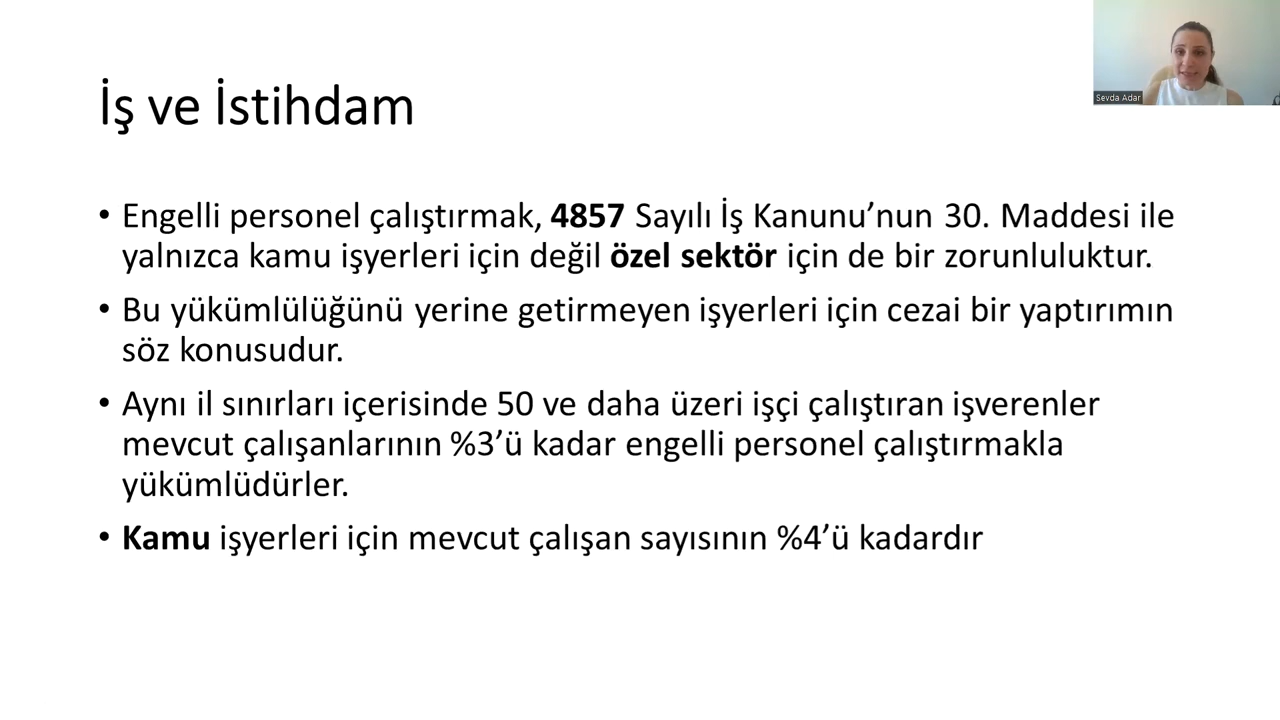 İş ve İstihdam
• Engelli personel çalıştırmak, 4857 Sayılı İş Kanunu’nun 30. Maddesi ile
yalnızca kamu işyerleri için değil özel sektör için de bir zorunluluktur.
• Bu yükümlülüğünü yerine getirmeyen işyerleri için cezai bir yaptırımın
söz konusudur.
• Aynı il sınırları içerisinde 50 ve daha üzeri işçi çalıştıran işverenler
mevcut çalışanlarının %3’ü kadar engelli personel çalıştırmakla
yükümlüdürler.
• Kamu işyerleri için mevcut çalışan sayısının %4’ü kadardır
Sevda Adar